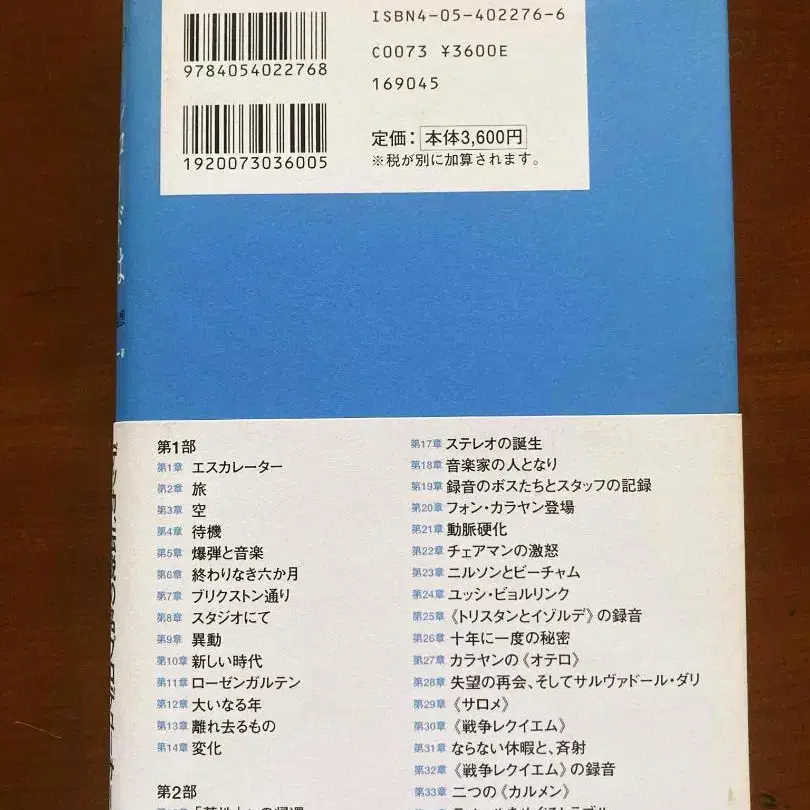 ISBN4-05-402276-6
9784054022768
C0073 ¥3600E
169045
1920073036005
定価：本体3,600円
※税が別に加算されます。
第1部
第1章 エスカレーター
第2章 旅
第3章 空
第4章 待機
第5章 爆弾と音楽
第6章 終わりなき六か月
第7章 ブリクストン通り
第8章 スタジオにて
第9章 異動
第10章 新しい時代
第11章 ローゼンガルテン
第12章 大いなる年
第13章 離れ去るもの
第14章 変化
第2部
第17章 ステレオの誕生
第18章 音楽家の人となり
第19章 録音のボスたちとスタッフの記録
第20章 フォン・カラヤン登場
第21章 動脈硬化
第22章 チェアマンの激怒
第23章 ニルソンとビーチャム
第24章 ユッシ・ビョルリンク
第25章 《トリスタンとイゾルデ》の録音
第26章 十年に一度の秘密
第27章 カラヤンの《オテロ》
第28章 失望の再会、そしてサルヴァドール・ダリ
第29章 《サロメ》
第30章 《戦争レクイエム》
第31章 ならない休暇と、斉射
第32章 《戦争レクイエム》の録音
第33章 二つの《カルメン》